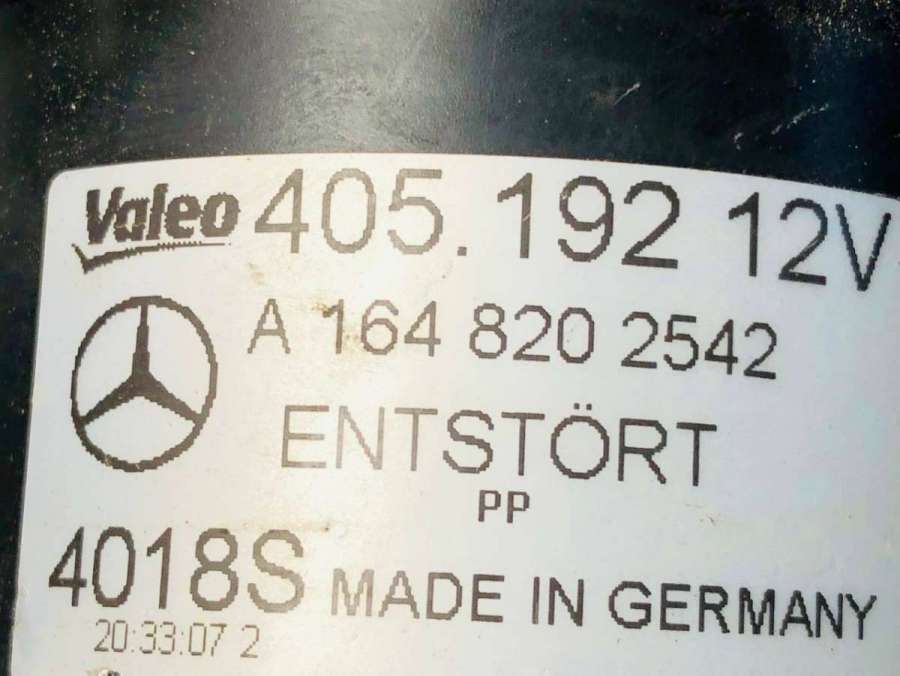 Valeo 405.192 12V
A 164 820 2542
ENTSTÖRT
PP
4018S MADE IN GERMANY
20:33:07 2